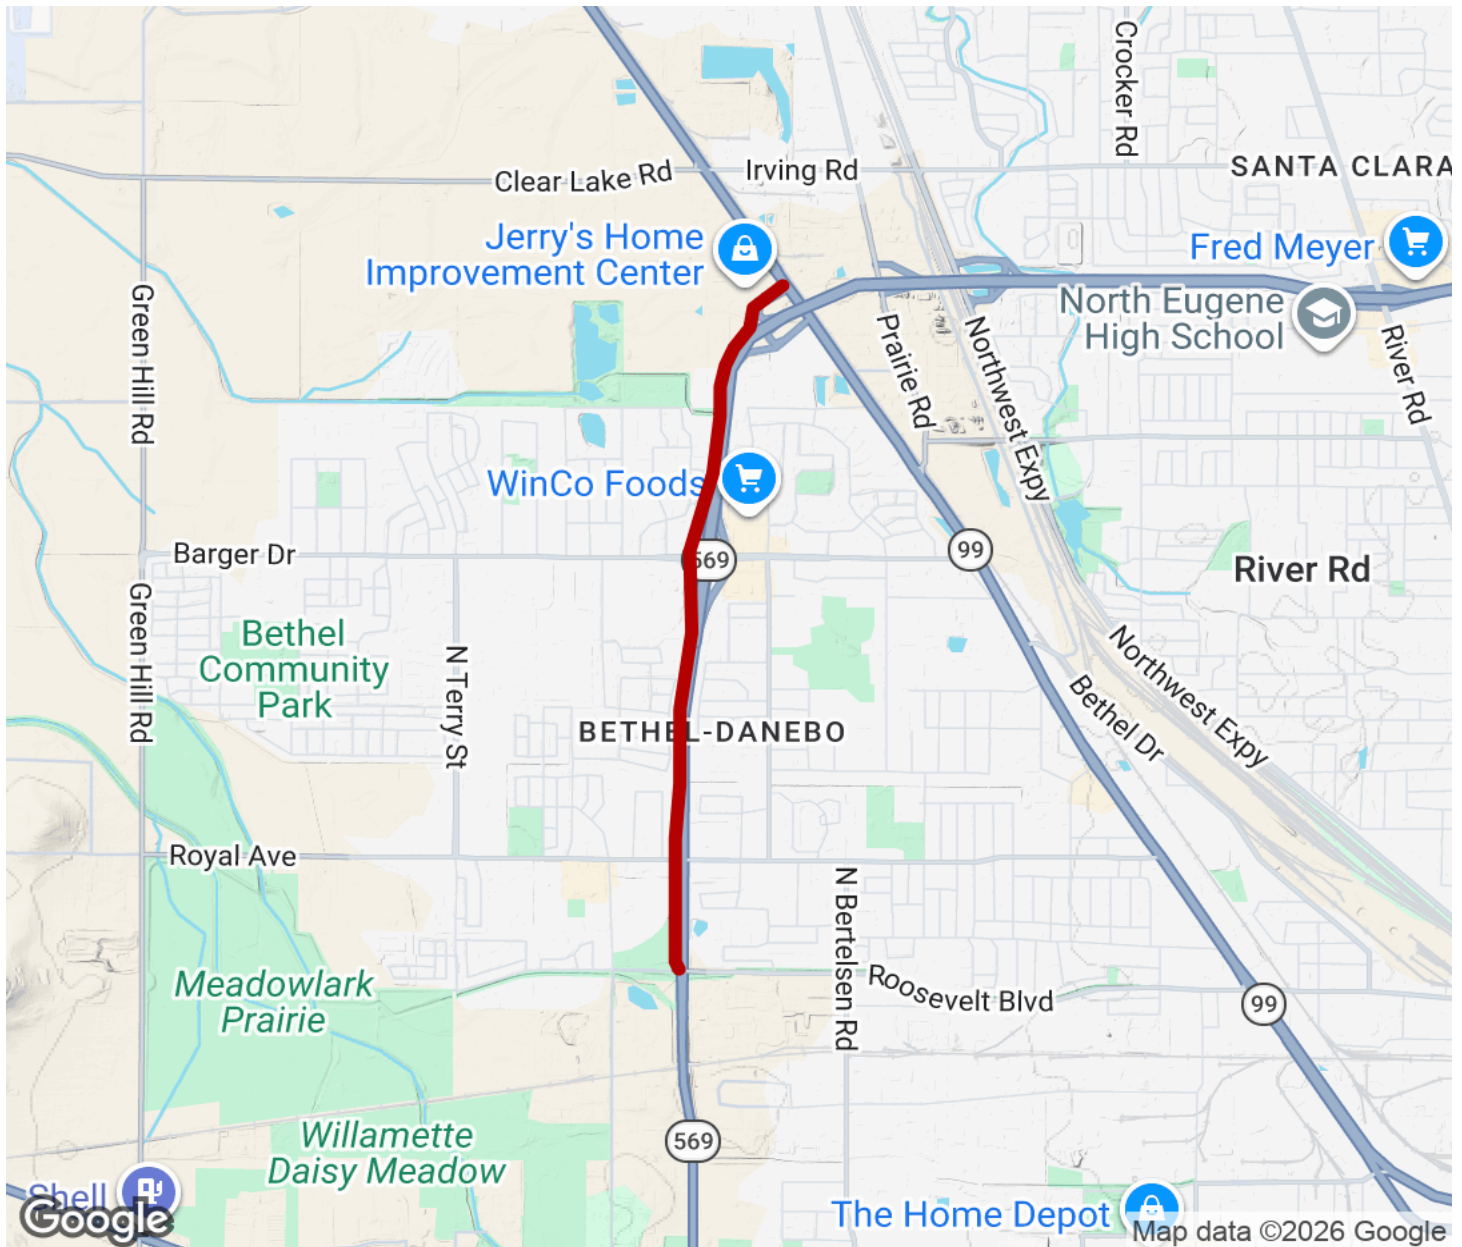 Crocker Rd
SANTA CLARA
Clear Lake Rd
Irving Rd
Jerry's Home
Improvement Center
Fred Meyer
North Eugene
High School
Green Hill Rd
Prairie Rd
Northwest Expy
River Rd
WinCo Foods
Barger Dr
569
99
River Rd
Green Hill Rd
Bethel
Community
Park
N Terry St
Northwest Expy
Bethel Dr
BETHEL-DANEBO
Royal Ave
N Bertelsen Rd
Roosevelt Blvd
Meadowlark
Prairie
99
Willamette
Daisy Meadow
569
Shell
Google
The Home Depot
Map data ©2026 Google